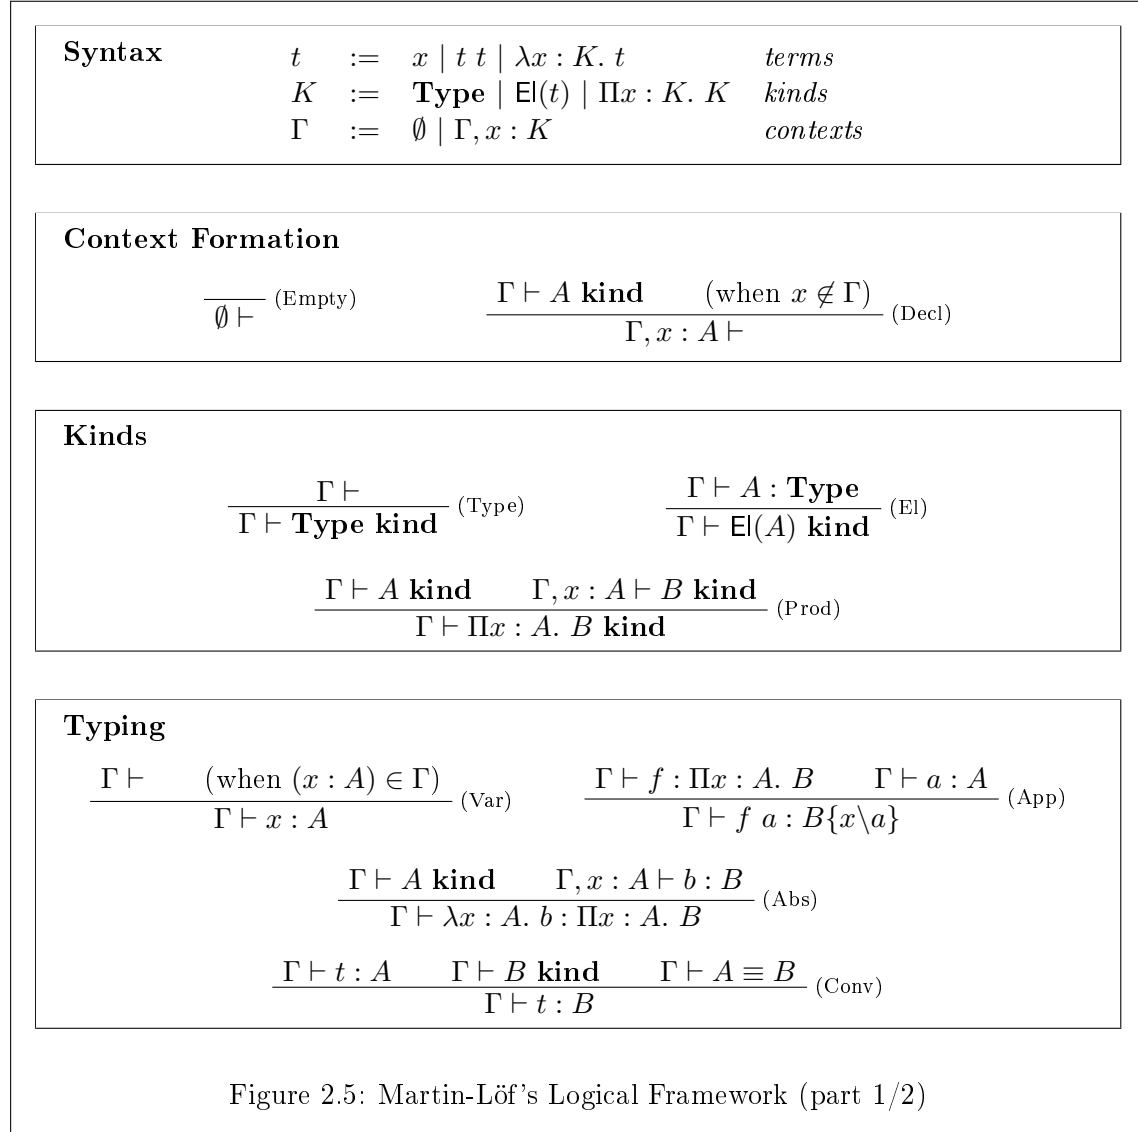 Syntax t := x | t t | λx : K. t terms
K := Type | El(t) | Πx : K. K kinds
Γ := ∅ | Γ, x : K contexts
Context Formation
∅ ⊢ (Empty)
Γ ⊢ A kind (when x ∉ Γ)
Γ, x : A ⊢ (Decl)
Kinds
Γ ⊢
Γ ⊢ Type kind (Type)
Γ ⊢ A : Type
Γ ⊢ El(A) kind (El)
Γ ⊢ A kind Γ, x : A ⊢ B kind
Γ ⊢ Πx : A. B kind (Prod)
Typing
Γ ⊢ (when (x : A) ∈ Γ)
Γ ⊢ x : A (Var)
Γ ⊢ f : Πx : A. B Γ ⊢ a : A
Γ ⊢ f a : B{x\a} (App)
Γ ⊢ A kind Γ, x : A ⊢ b : B
Γ ⊢ λx : A. b : Πx : A. B (Abs)
Γ ⊢ t : A Γ ⊢ B kind Γ ⊢ A ≡ B
Γ ⊢ t : B (Conv)
Figure 2.5: Martin-Löf's Logical Framework (part 1/2)